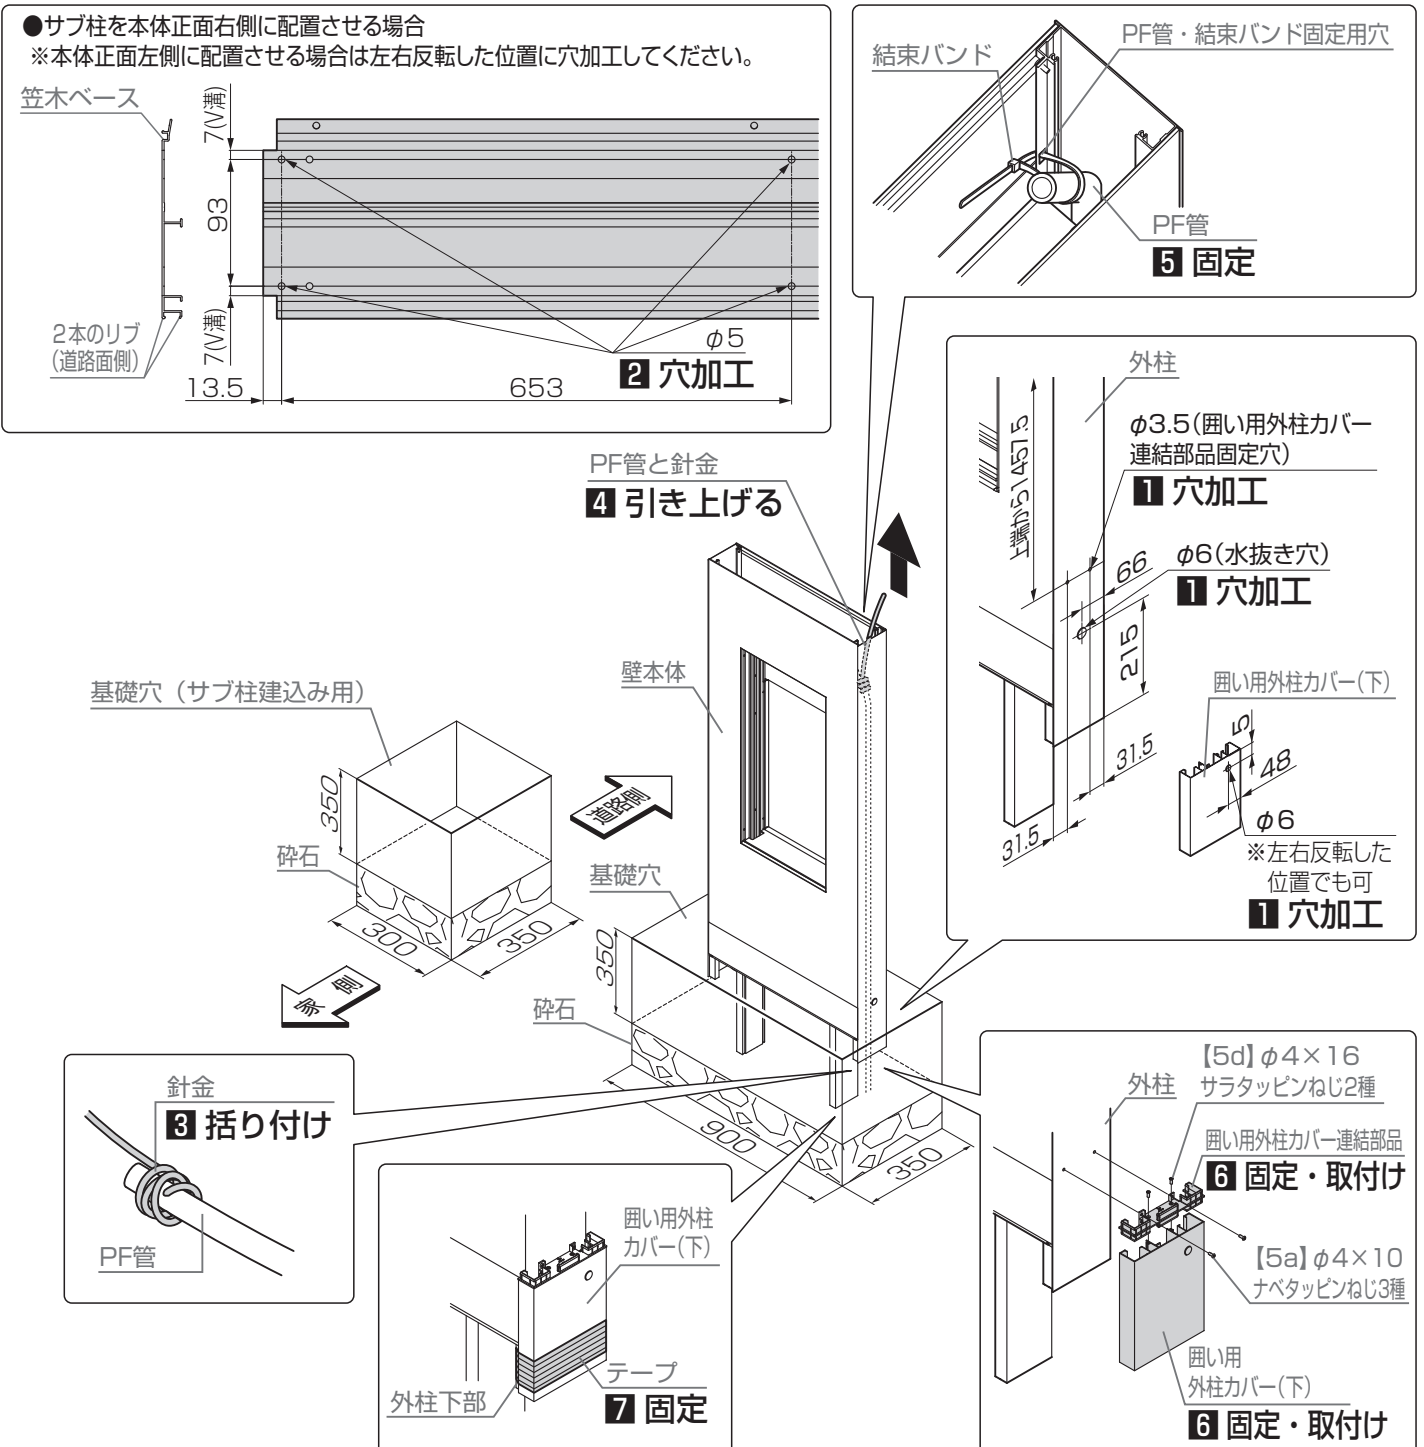 ●サブ柱を本体正面右側に配置させる場合
※本体正面左側に配置させる場合は左右反転した位置に穴加工してください。
笠木ベース
7(V溝)
93
7(V溝)
2本のリブ
(道路面側)
13.5
653
φ5
2 穴加工
結束バンド
PF管・結束バンド固定用穴
PF管
5 固定
外柱
上端から1457.5
φ3.5(囲い用外柱カバー
連結部品固定穴)
1 穴加工
φ6(水抜き穴)
1 穴加工
66
215
31.5
31.5
囲い用外柱カバー(下)
5
48
φ6
※左右反転した
位置でも可
1 穴加工
PF管と針金
4 引き上げる
壁本体
基礎穴（サブ柱建込み用）
350
砕石
300
350
道路側
家側
基礎穴
350
砕石
900
350
針金
3 括り付け
PF管
囲い用外柱
カバー(下)
テープ
7 固定
外柱下部
外柱
【5d】φ4×16
サラタッピンねじ2種
囲い用外柱カバー連結部品
6 固定・取付け
【5a】φ4×10
ナベタッピンねじ3種
囲い用
外柱カバー(下)
6 固定・取付け